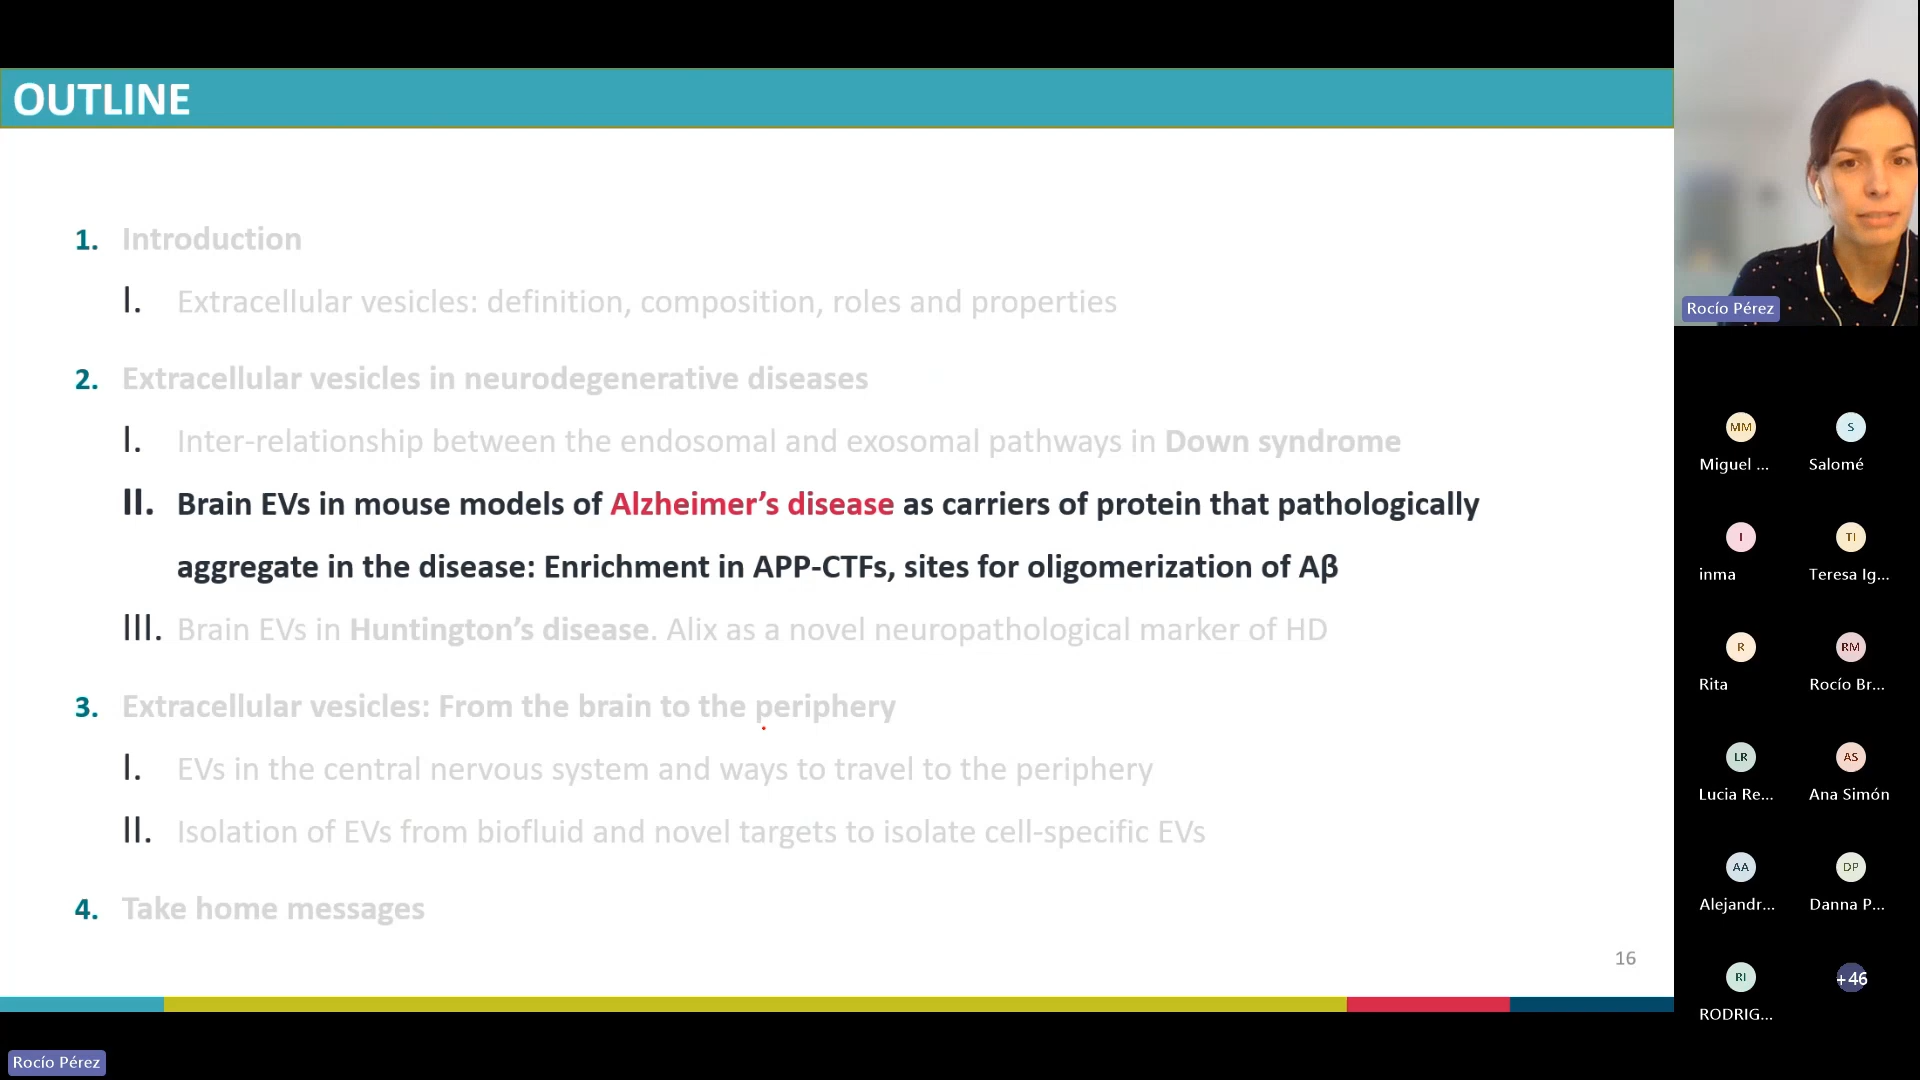 OUTLINE
1. Introduction
I. Extracellular vesicles: definition, composition, roles and properties
2. Extracellular vesicles in neurodegenerative diseases
I. Inter-relationship between the endosomal and exosomal pathways in Down syndrome
II. Brain EVs in mouse models of Alzheimer’s disease as carriers of protein that pathologically
aggregate in the disease: Enrichment in APP-CTFs, sites for oligomerization of Aβ
III. Brain EVs in Huntington’s disease. Alix as a novel neuropathological marker of HD
3. Extracellular vesicles: From the brain to the periphery
I. EVs in the central nervous system and ways to travel to the periphery
II. Isolation of EVs from biofluid and novel targets to isolate cell-specific EVs
4. Take home messages
16
Rocío Pérez
Rocío Pérez
MM
S
Miguel ...
Salomé
I
TI
inma
Teresa Ig...
R
RM
Rita
Rocío Br...
LR
AS
Lucia Re...
Ana Simón
AA
DP
Alejandr...
Danna P...
RI
+46
RODRIG...